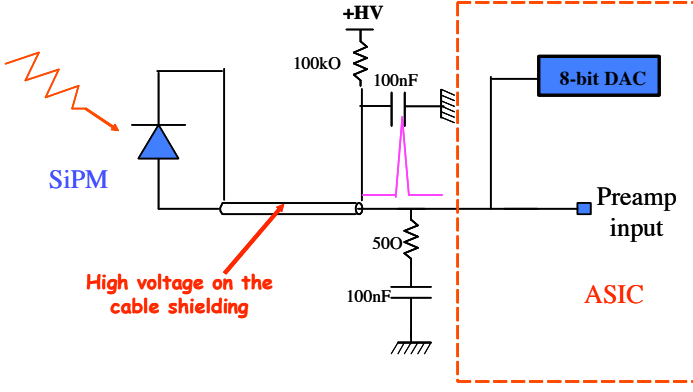 +HV
100kO
100nF
8-bit DAC
SiPM
Preamp
input
50O
High voltage on the
cable shielding
100nF
ASIC